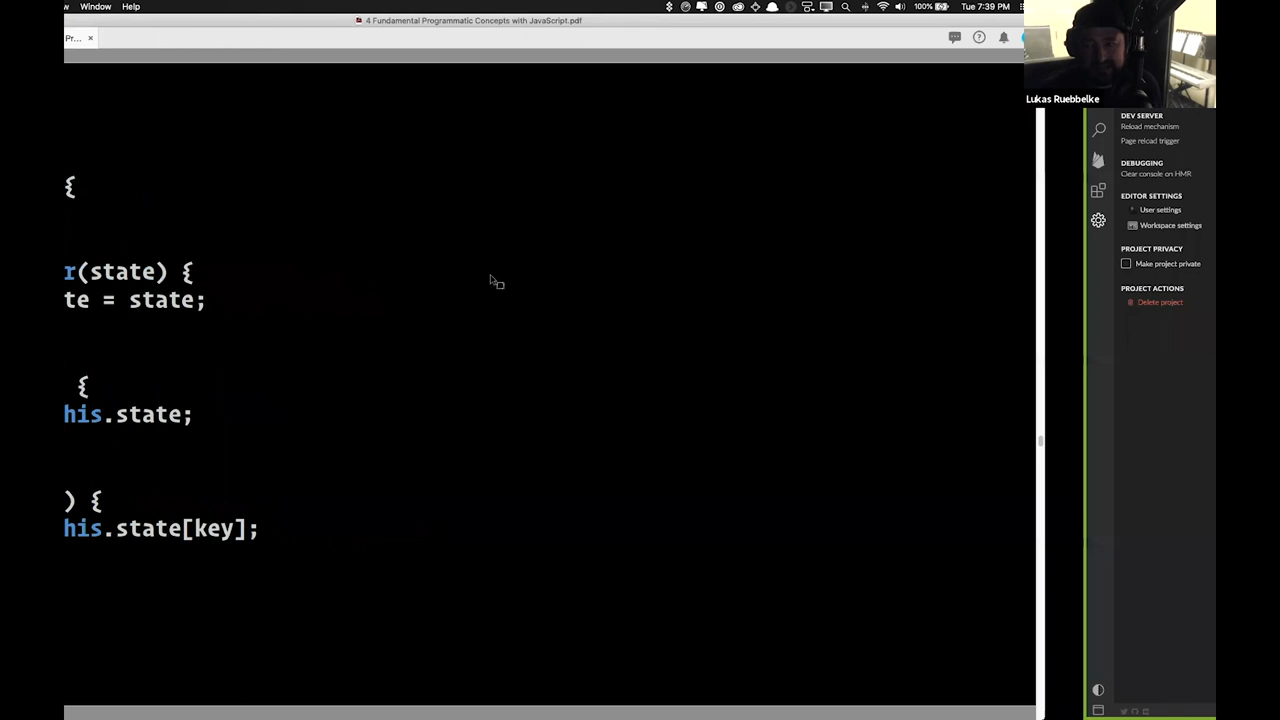 w Window Help
100% Tue 7:39 PM
4 Fundamental Programmatic Concepts with JavaScript.pdf
Pr... ×
Lukas Ruebbelke
{
r(state) {
te = state;
{
his.state;
) {
his.state[key];
DEV SERVER
Reload mechanism
Page reload trigger
DEBUGGING
Clear console on HMR
EDITOR SETTINGS
User settings
Workspace settings
PROJECT PRIVACY
Make project private
PROJECT ACTIONS
Delete project